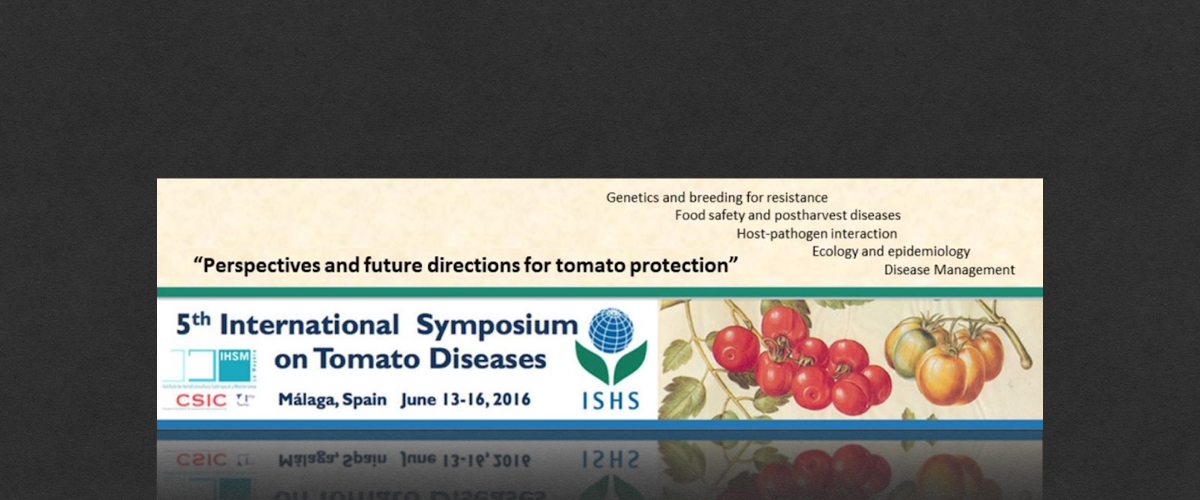 Genetics and breeding for resistance
Food safety and postharvest diseases
Host-pathogen interaction
Ecology and epidemiology
Disease Management
“Perspectives and future directions for tomato protection”
5th International Symposium
on Tomato Diseases
IHSM
CSIC
Málaga, Spain June 13-16, 2016
ISHS